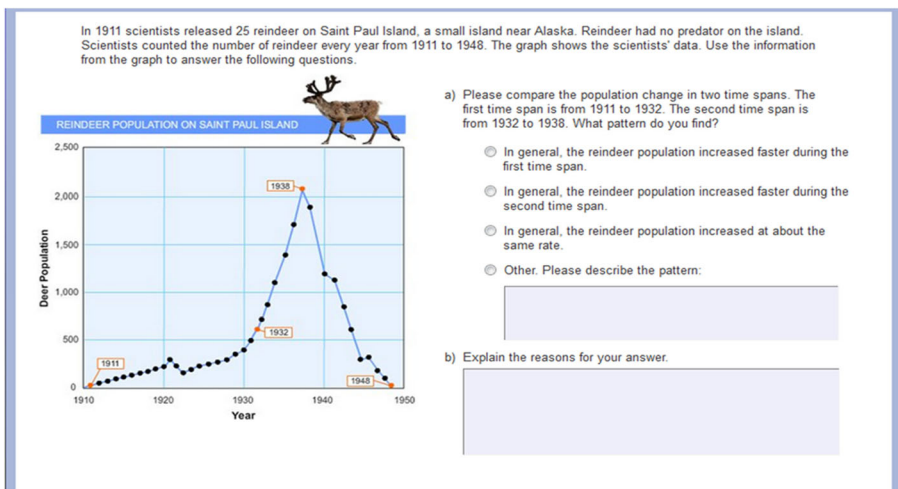 In 1911 scientists released 25 reindeer on Saint Paul Island, a small island near Alaska. Reindeer had no predator on the island.
Scientists counted the number of reindeer every year from 1911 to 1948. The graph shows the scientists' data. Use the information
from the graph to answer the following questions.
REINDEER POPULATION ON SAINT PAUL ISLAND
2,500
2,000
1,500
1,000
500
0
Deer Population
1938
1932
1911
1948
1910
1920
1930
1940
1950
Year
a) Please compare the population change in two time spans. The
first time span is from 1911 to 1932. The second time span is
from 1932 to 1938. What pattern do you find?
In general, the reindeer population increased faster during the
first time span.
In general, the reindeer population increased faster during the
second time span.
In general, the reindeer population increased at about the
same rate.
Other. Please describe the pattern:
b) Explain the reasons for your answer.